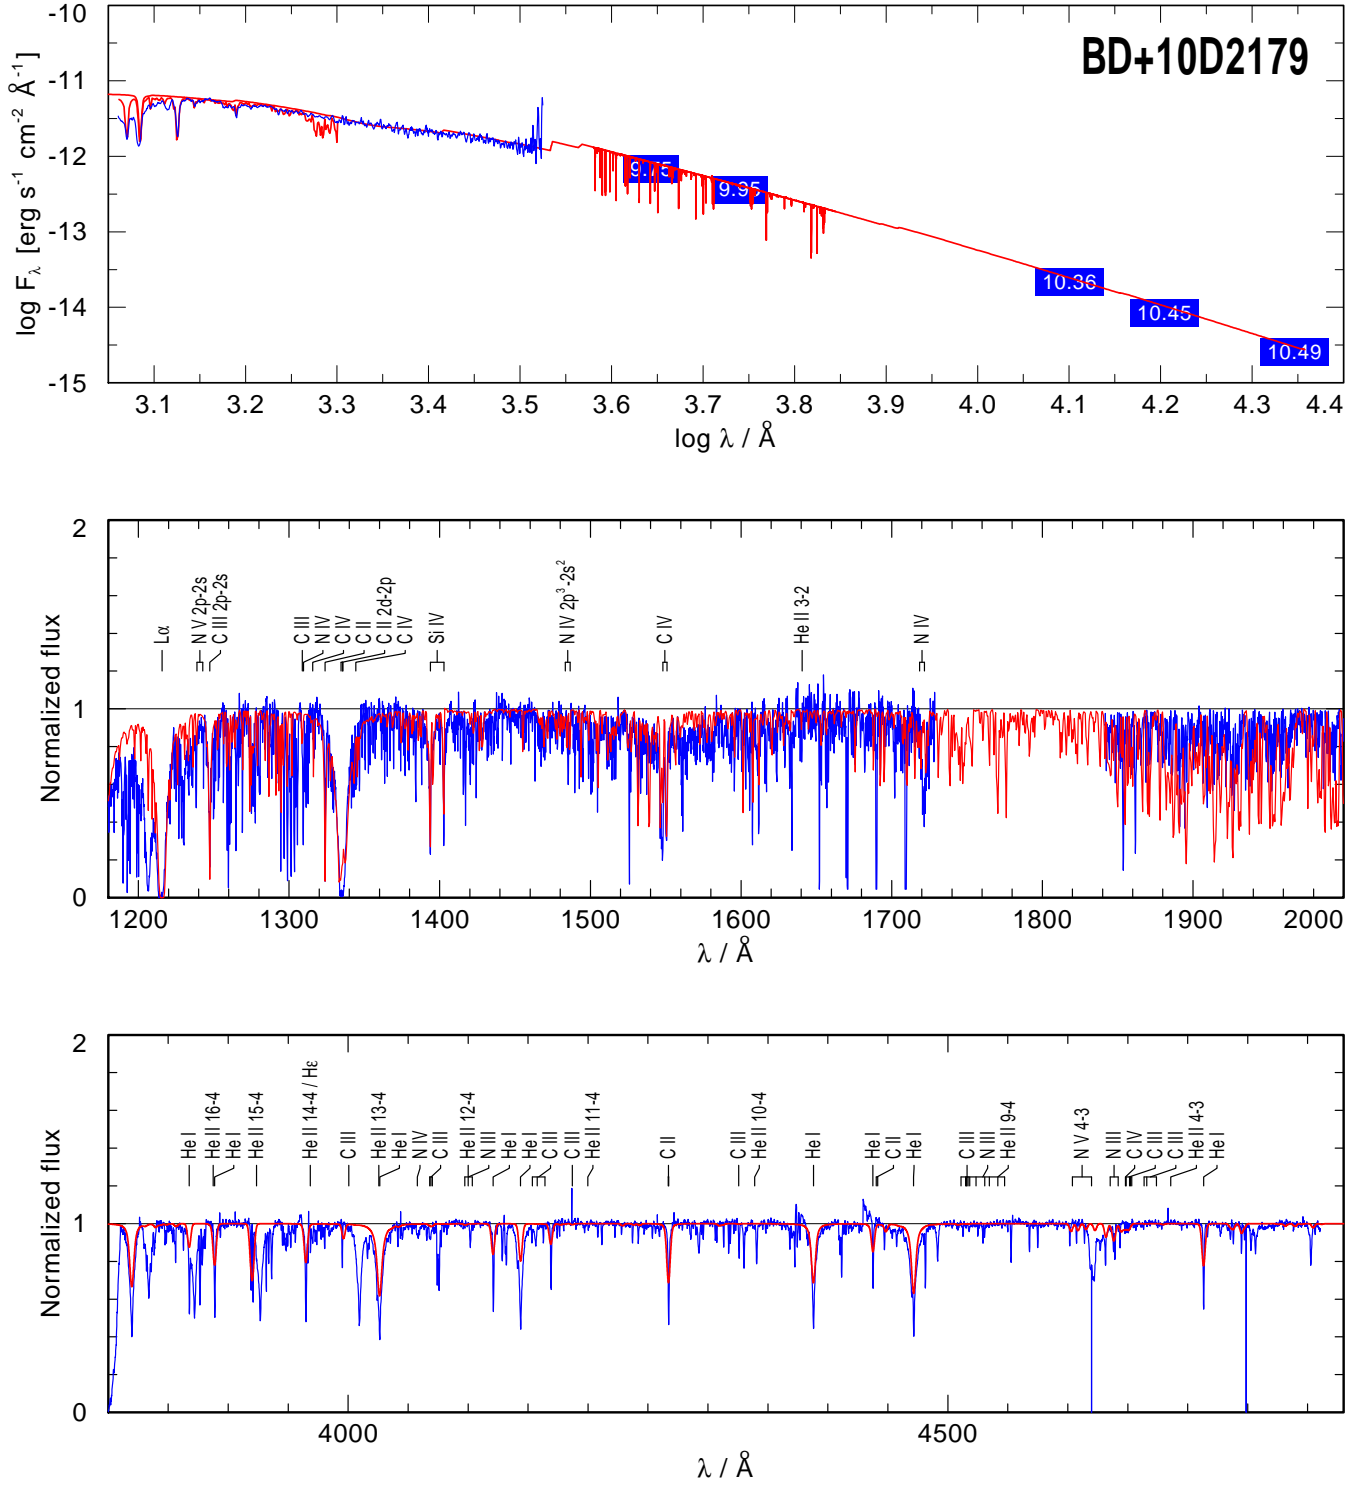 BD+10D2179
-10
-11
-12
-13
-14
-15
log F_λ [erg s⁻¹ cm⁻² Å⁻¹]
9.75
9.95
10.36
10.45
10.49
3.1 3.2 3.3 3.4 3.5 3.6 3.7 3.8 3.9 4.0 4.1 4.2 4.3 4.4
log λ / Å
2
1
0
Normalized flux
Lα
N V 2p-2s
C III 2p-2s
C III
N IV
C IV
C II
C II 2d-2p
C IV
Si IV
N IV 2p³-2s²
C IV
He II 3-2
N IV
1200 1300 1400 1500 1600 1700 1800 1900 2000
λ / Å
2
1
0
Normalized flux
He I
He II 16-4
He I
He II 15-4
He II 14-4 / Hε
C III
He II 13-4
He I
N IV
C III
He II 12-4
N III
He I
He I
C III
C III
He II 11-4
C II
C III
He II 10-4
He I
He I
C II
He I
C III
N III
He II 9-4
N V 4-3
N III
C IV
C III
C III
He II 4-3
He I
4000 4500
λ / Å